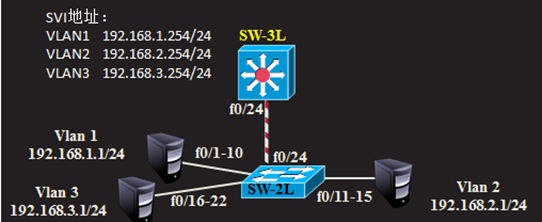 SVI地址：
VLAN1 192.168.1.254/24
VLAN2 192.168.2.254/24
VLAN3 192.168.3.254/24
SW-3L
f0/24
Vlan 1
192.168.1.1/24
f0/1-10
f0/24
SW-2L
Vlan 3
192.168.3.1/24
f0/16-22
f0/11-15
Vlan 2
192.168.2.1/24